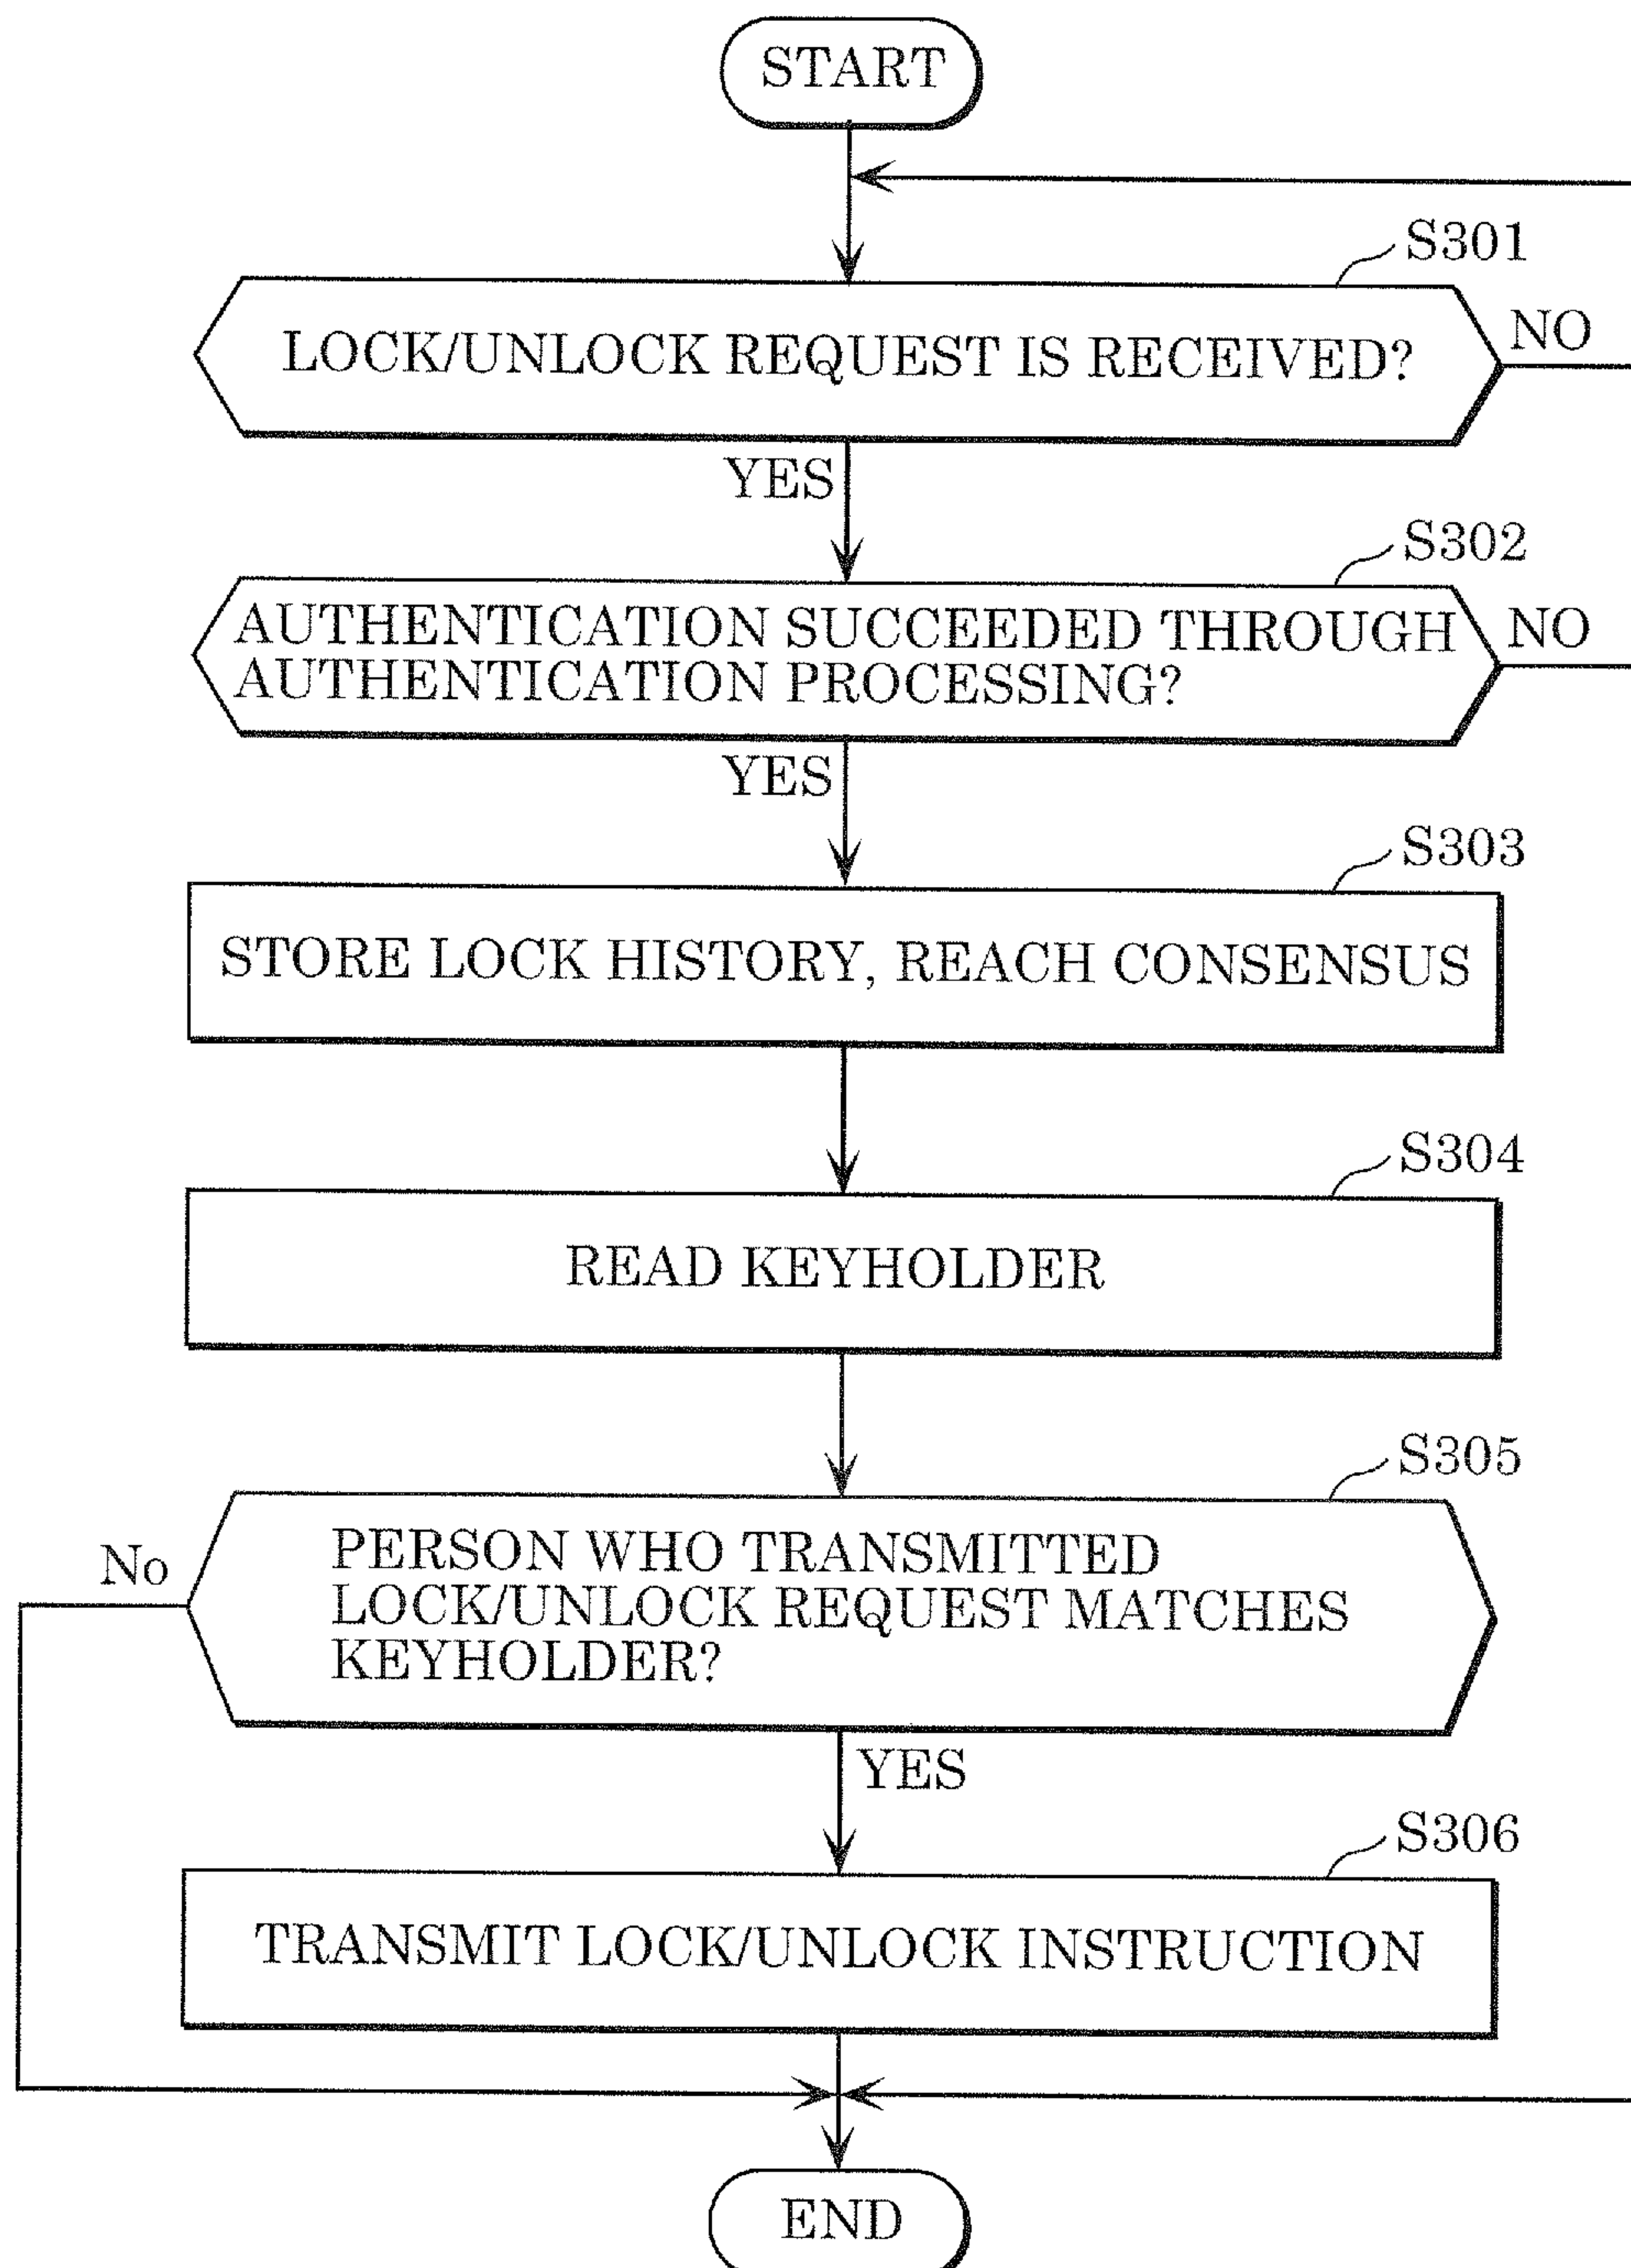 START
S301
LOCK/UNLOCK REQUEST IS RECEIVED?
NO
YES
S302
AUTHENTICATION SUCCEEDED THROUGH
AUTHENTICATION PROCESSING?
NO
YES
S303
STORE LOCK HISTORY, REACH CONSENSUS
S304
READ KEYHOLDER
S305
No
PERSON WHO TRANSMITTED
LOCK/UNLOCK REQUEST MATCHES
KEYHOLDER?
YES
S306
TRANSMIT LOCK/UNLOCK INSTRUCTION
END